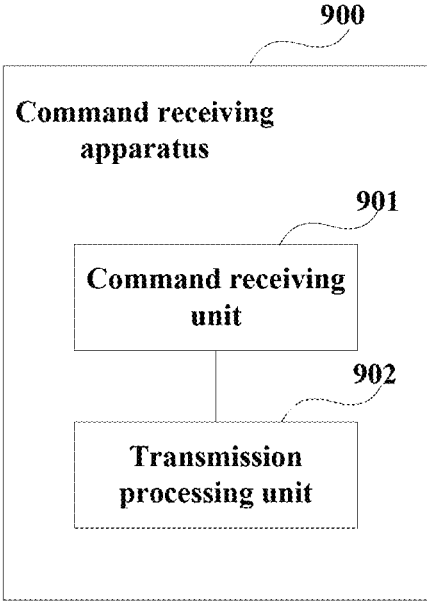 900
Command receiving
apparatus
901
Command receiving
unit
902
Transmission
processing unit